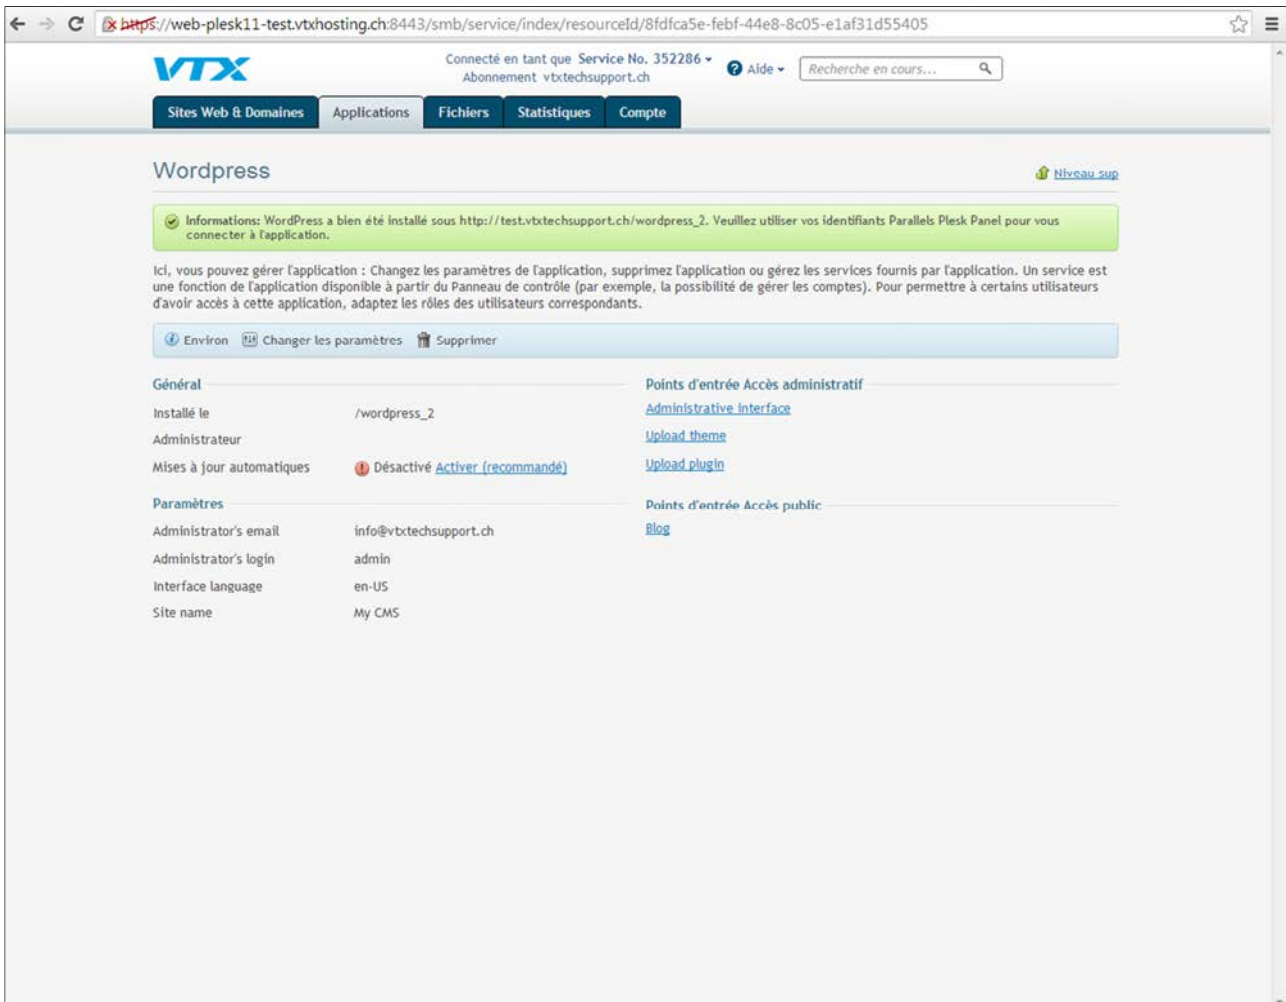 https://web-plesk11-test.vtxhosting.ch:8443/smb/service/index/resourceId/8fdfca5e-febf-44e8-8c05-e1af31d55405
VTX
Connecté en tant que Service No. 352286
Abonnement vtxtechsupport.ch
Aide
Recherche en cours...
Sites Web & Domaines
Applications
Fichiers
Statistiques
Compte
Wordpress
Niveau sup
Informations: WordPress a bien été installé sous http://test.vtxtechsupport.ch/wordpress_2. Veuillez utiliser vos identifiants Parallels Plesk Panel pour vous
connecter à l'application.
Ici, vous pouvez gérer l'application : Changez les paramètres de l'application, supprimez l'application ou gérez les services fournis par l'application. Un service est
une fonction de l'application disponible à partir du Panneau de contrôle (par exemple, la possibilité de gérer les comptes). Pour permettre à certains utilisateurs
d'avoir accès à cette application, adaptez les rôles des utilisateurs correspondants.
Environ
Changer les paramètres
Supprimer
Général
Installé le /wordpress_2
Administrateur
Mises à jour automatiques Désactivé Activer (recommandé)
Paramètres
Administrator's email info@vtxtechsupport.ch
Administrator's login admin
Interface language en-US
Site name My CMS
Points d'entrée Accès administratif
Administrative interface
Upload theme
Upload plugin
Points d'entrée Accès public
Blog